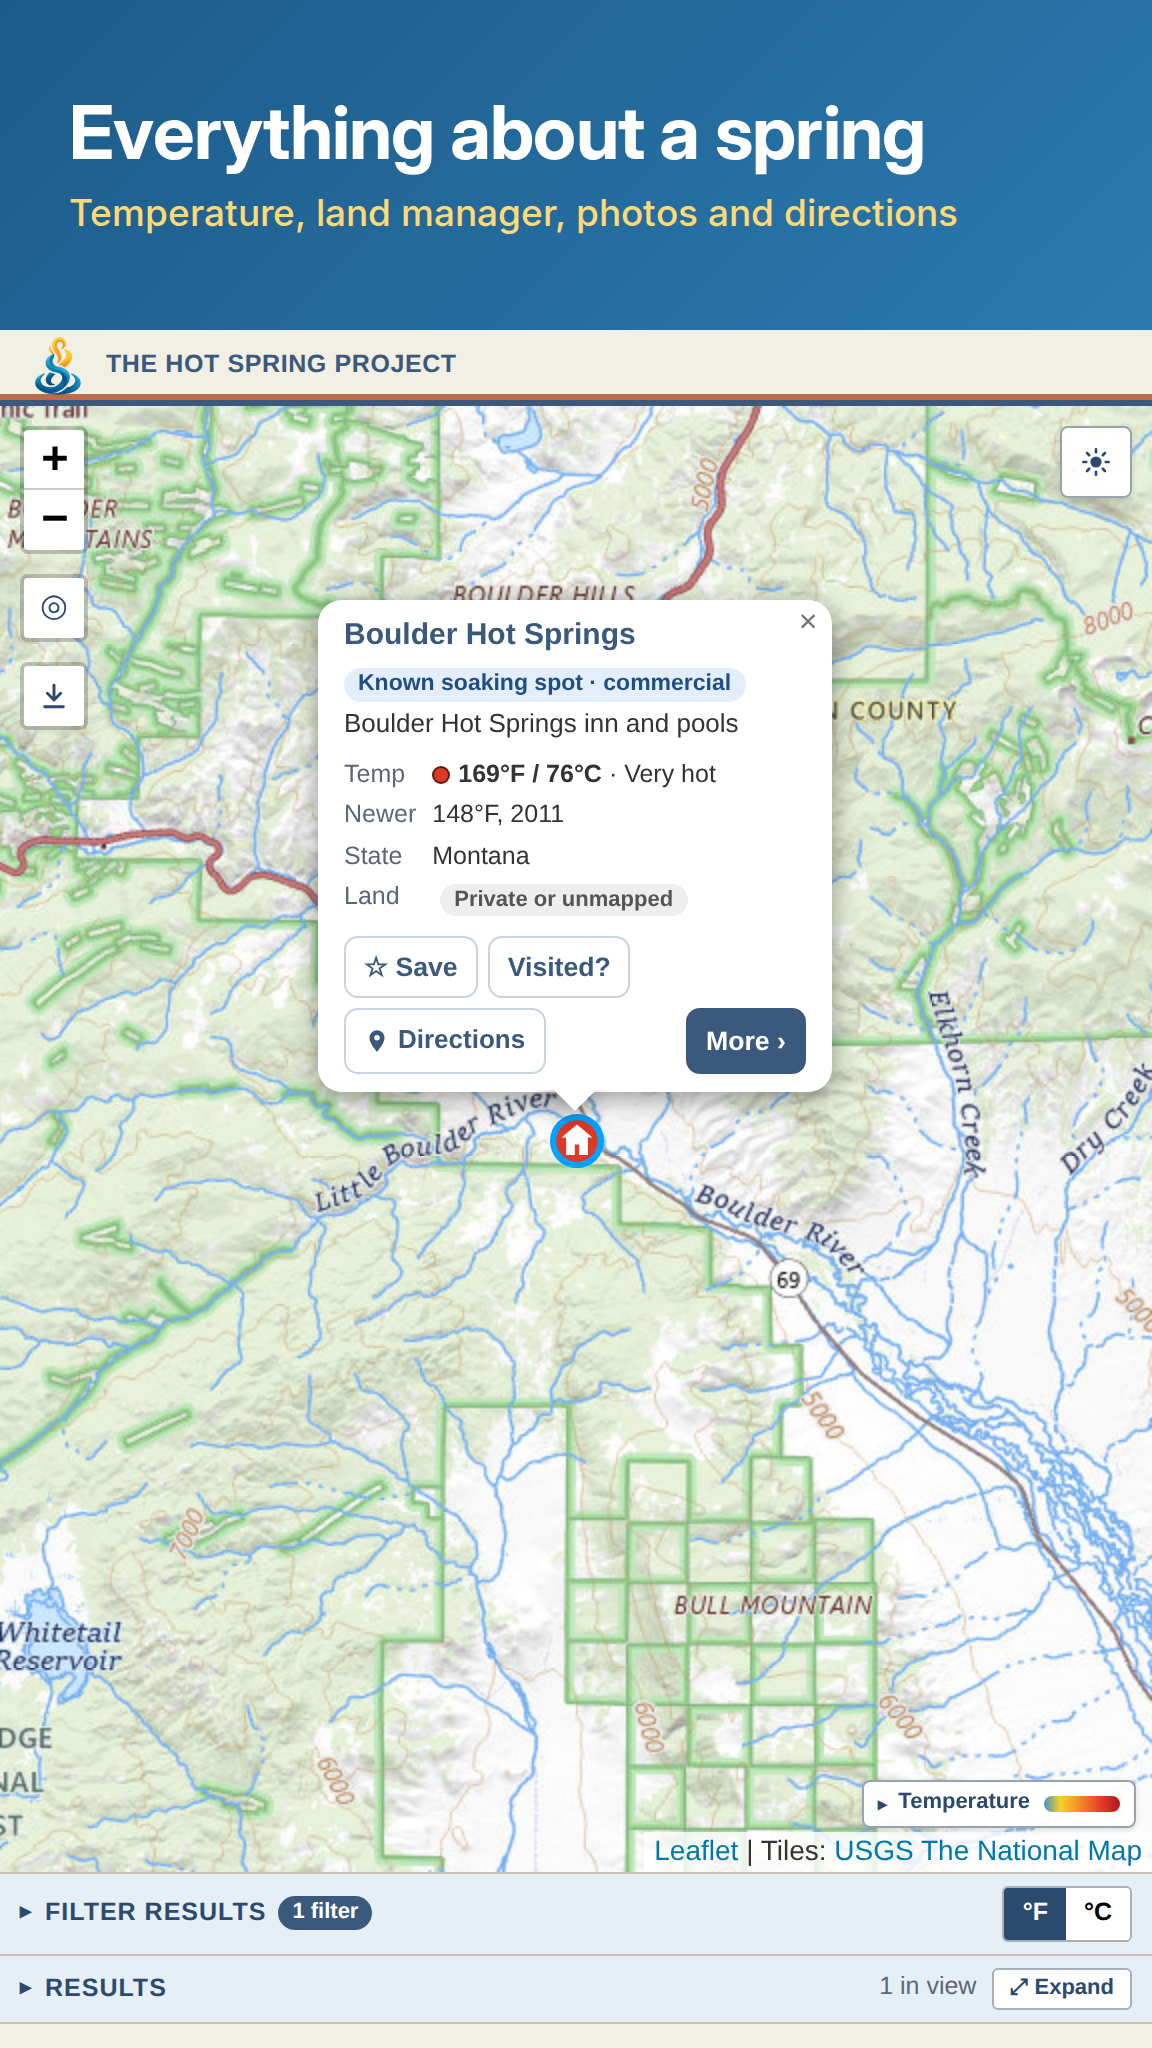 Everything about a spring
Temperature, land manager, photos and directions
THE HOT SPRING PROJECT
5000
BOULDER HILLS
8000
Boulder Hot Springs
×
Known soaking spot · commercial
COUNTY
Boulder Hot Springs inn and pools
Temp 169°F / 76°C · Very hot
Newer 148°F, 2011
State Montana
Land Private or unmapped
☆ Save
Visited?
Directions
More ›
Elkhorn Creek
Dry Creek
Little Boulder River
Boulder River
69
5000
5000
7000
BULL MOUNTAIN
Whitetail
Reservoir
6000
6000
6000
▸ Temperature
Leaflet | Tiles: USGS The National Map
▸ FILTER RESULTS 1 filter
°F °C
▸ RESULTS
1 in view
Expand